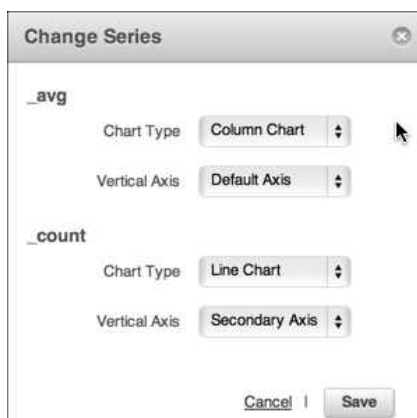 Change Series
_avg
Chart Type Column Chart
Vertical Axis Default Axis
_count
Chart Type Line Chart
Vertical Axis Secondary Axis
Cancel | Save